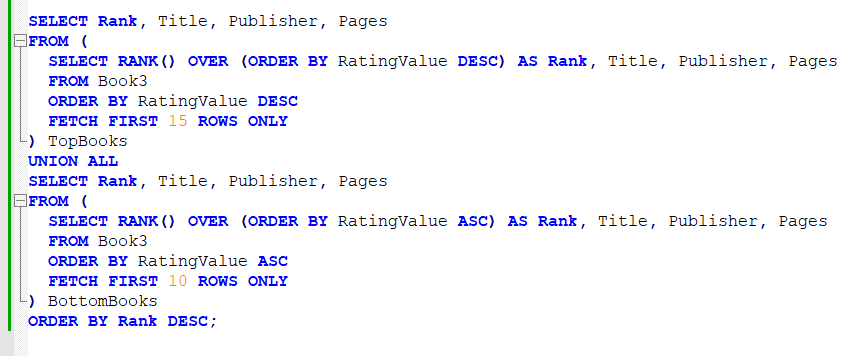 SELECT Rank, Title, Publisher, Pages
FROM (
SELECT RANK() OVER (ORDER BY RatingValue DESC) AS Rank, Title, Publisher, Pages
FROM Book3
ORDER BY RatingValue DESC
FETCH FIRST 15 ROWS ONLY
) TopBooks
UNION ALL
SELECT Rank, Title, Publisher, Pages
FROM (
SELECT RANK() OVER (ORDER BY RatingValue ASC) AS Rank, Title, Publisher, Pages
FROM Book3
ORDER BY RatingValue ASC
FETCH FIRST 10 ROWS ONLY
) BottomBooks
ORDER BY Rank DESC;